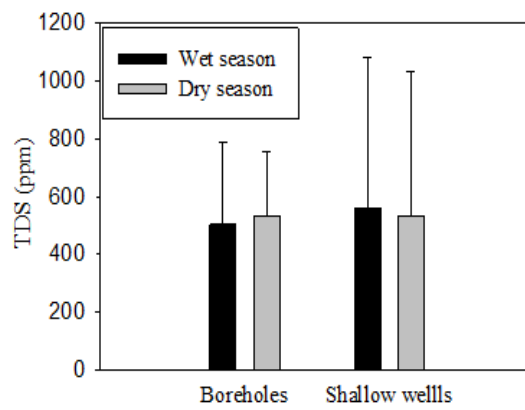 1200
1000
800
600
400
200
0
TDS (ppm)
Wet season
Dry season
Boreholes
Shallow wellls